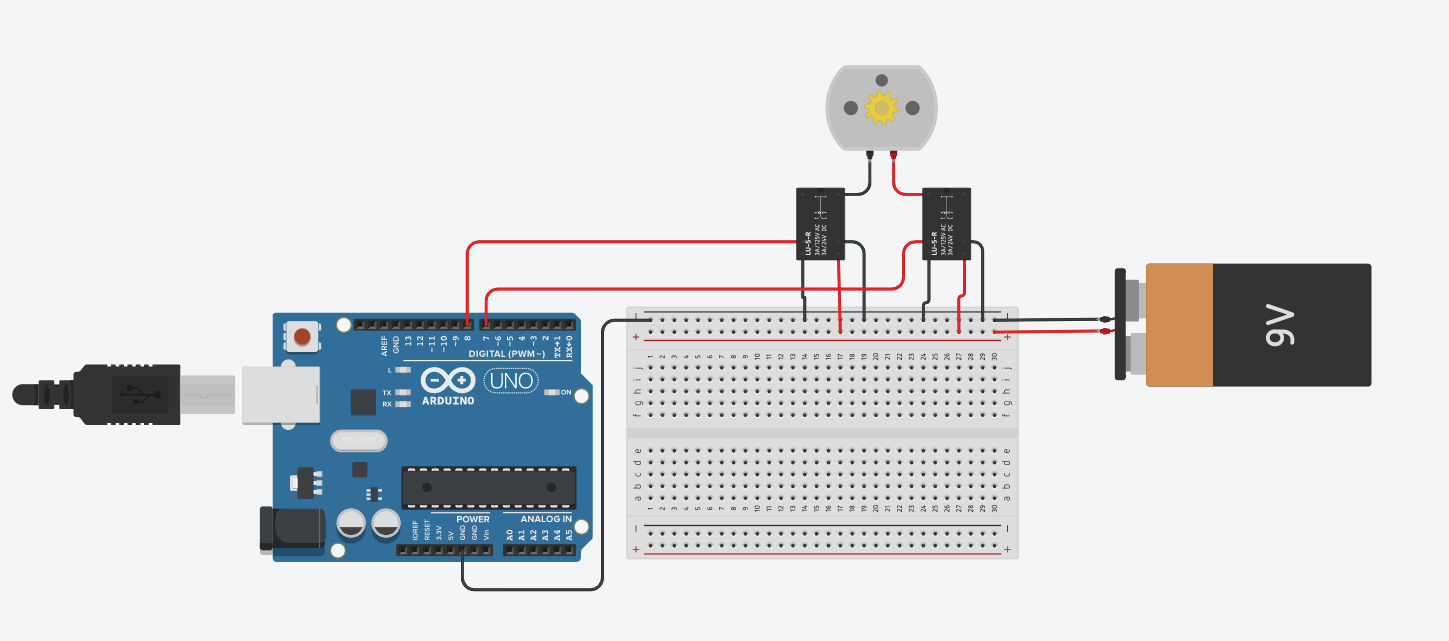 LU-5-R
3A/125V AC
3A/24V DC
LU-5-R
3A/125V AC
3A/24V DC
9V
AREF
GND
13
12
~11
~10
~9
8
7
~6
~5
4
~3
2
TX→1
RX←0
DIGITAL (PWM~)
L
TX
RX
ARDUINO
UNO
ON
POWER
ANALOG IN
IOREF
RESET
3.3V
5V
GND
GND
Vin
A0
A1
A2
A3
A4
A5
− −
+ +
1 2 3 4 5 6 7 8 9 10 11 12 13 14 15 16 17 18 19 20 21 22 23 24 25 26 27 28 29 30
j j
i i
h h
g g
f f
e e
d d
c c
b b
a a
1 2 3 4 5 6 7 8 9 10 11 12 13 14 15 16 17 18 19 20 21 22 23 24 25 26 27 28 29 30
− −
+ +